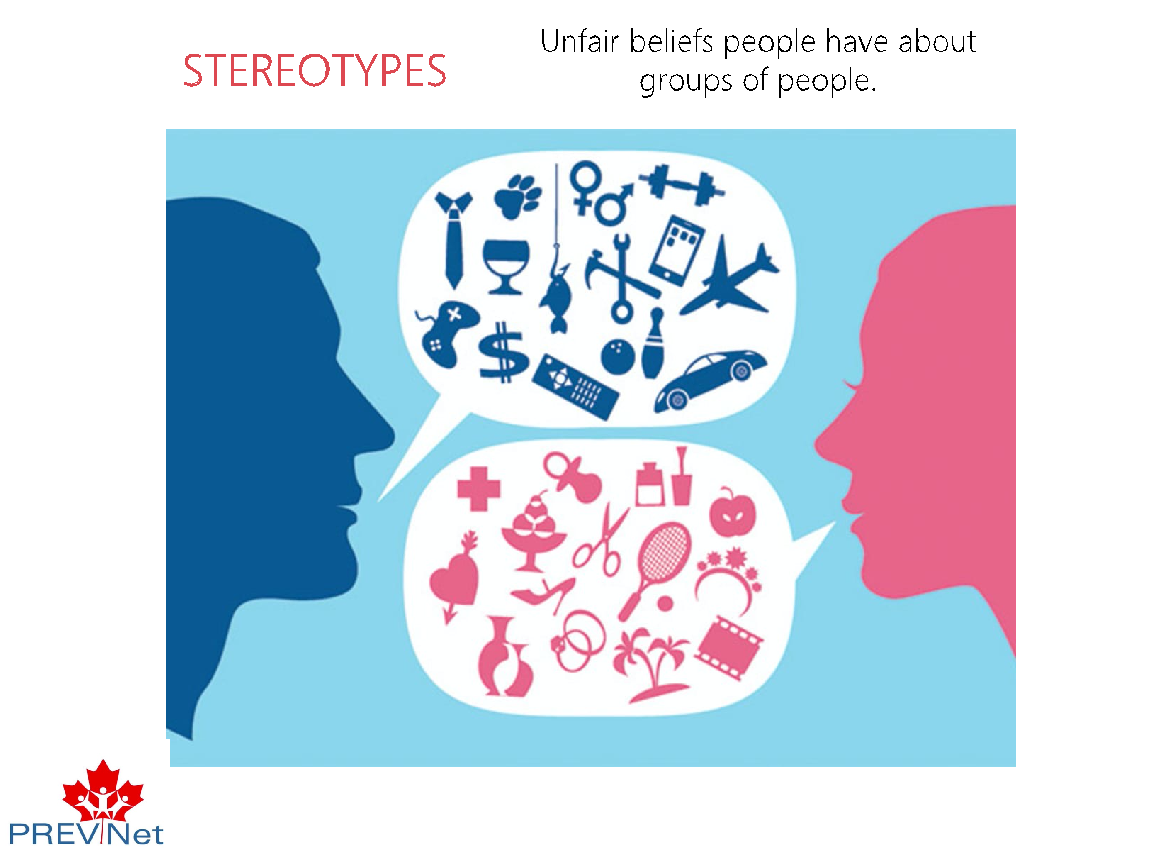 STEREOTYPES
Unfair beliefs people have about
groups of people.
$
PREVNet